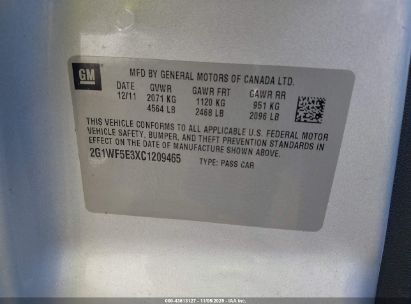 GM
MFD BY GENERAL MOTORS OF CANADA LTD.
DATE GVWR GAWR FRT GAWR RR
12/11 2071 KG 1120 KG 951 KG
4564 LB 2468 LB 2096 LB
THIS VEHICLE CONFORMS TO ALL APPLICABLE U.S. FEDERAL MOTOR
VEHICLE SAFETY, BUMPER, AND THEFT PREVENTION STANDARDS IN
EFFECT ON THE DATE OF MANUFACTURE SHOWN ABOVE.
2G1WF5E3XC1209465 TYPE: PASS CAR